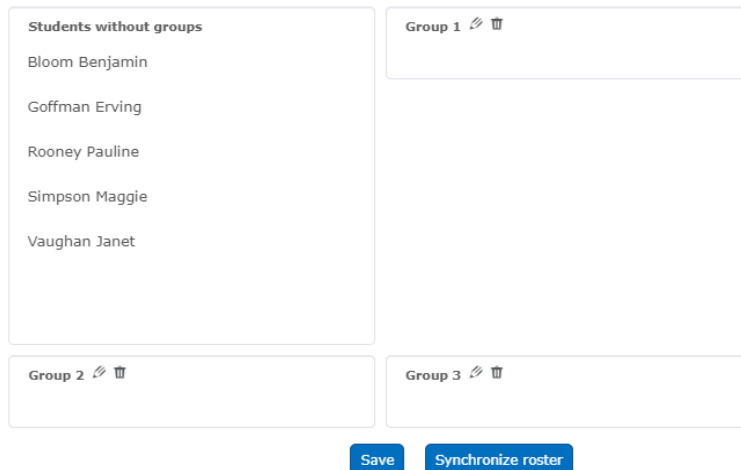 Students without groups
Bloom Benjamin
Goffman Erving
Rooney Pauline
Simpson Maggie
Vaughan Janet
Group 1
Group 2
Group 3
Save
Synchronize roster